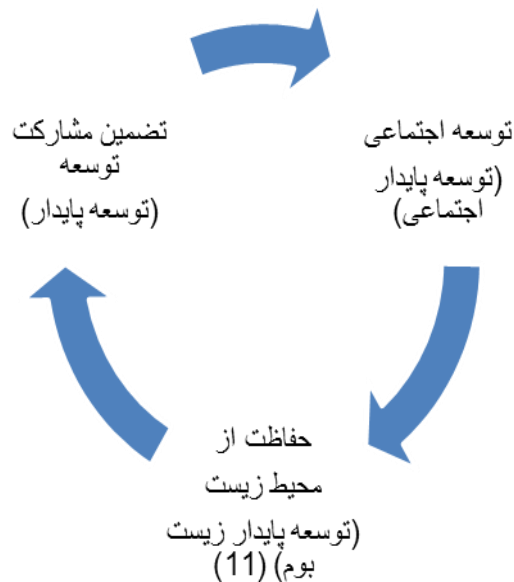 توسعه اجتماعی
(توسعه پایدار
اجتماعی)
حفاظت از
محیط زیست
(توسعه پایدار زیست
بوم) (11)
تضمین مشارکت
توسعه
(توسعه پایدار)